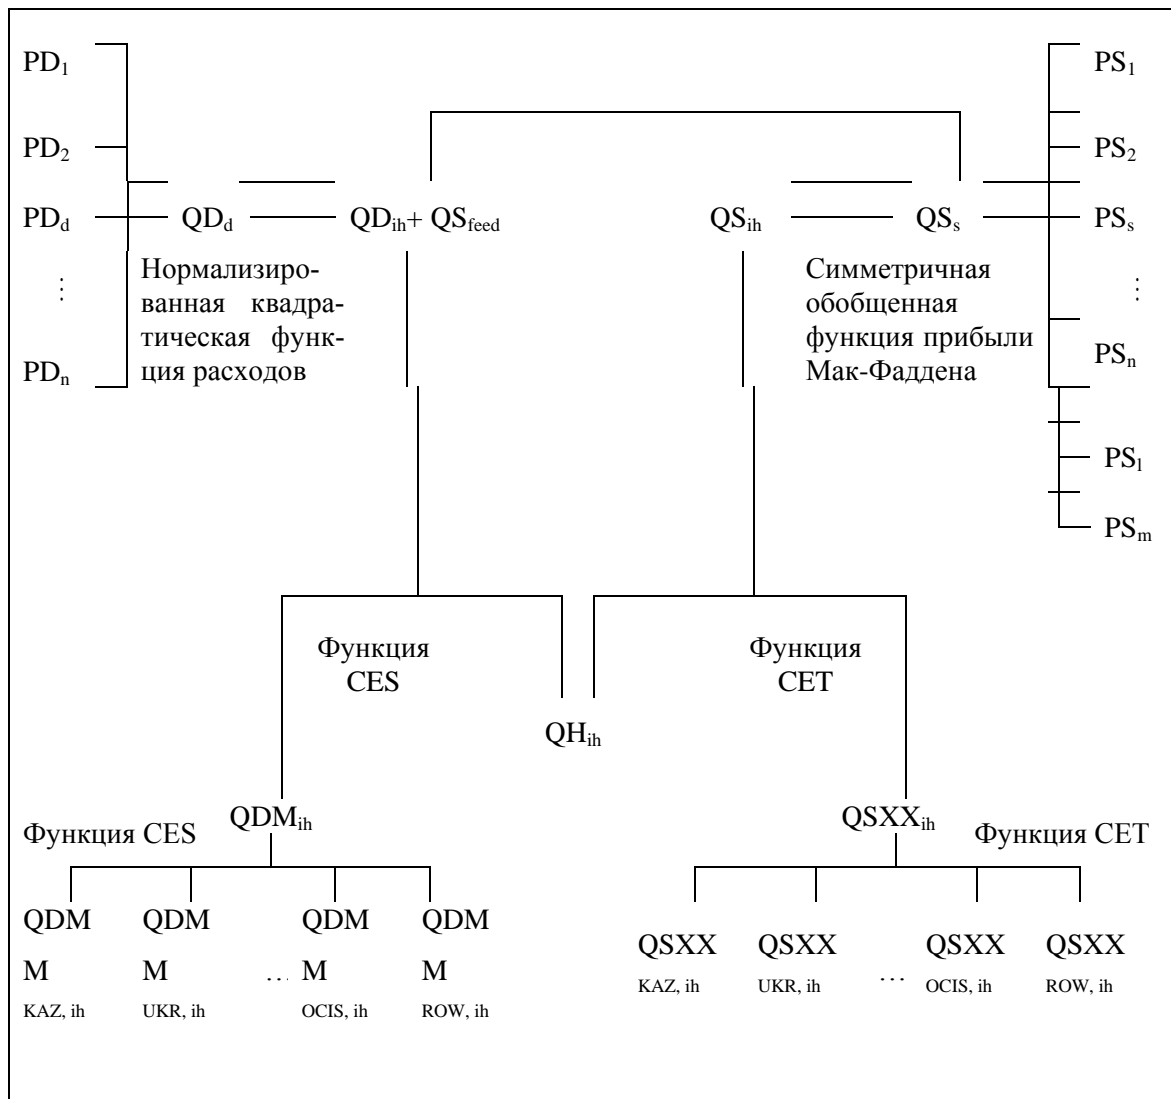 PD1 PS1
PD2 PS2
PDd QDd QDih+ QSfeed QSih QSs PSs
Нормализиро- Симметричная
⋮ ванная квадра- обобщенная ⋮
тическая функ- функция прибыли
PDn ция расходов Мак-Фаддена PSn
PSl
PSm
Функция Функция
CES CET
QHih
QDMih QSXXih
Функция CES Функция CET
QDM QDM QDM QDM
QSXX QSXX QSXX QSXX
M M … M M
KAZ, ih UKR, ih … OCIS, ih ROW, ih
KAZ, ih UKR, ih OCIS, ih ROW, ih